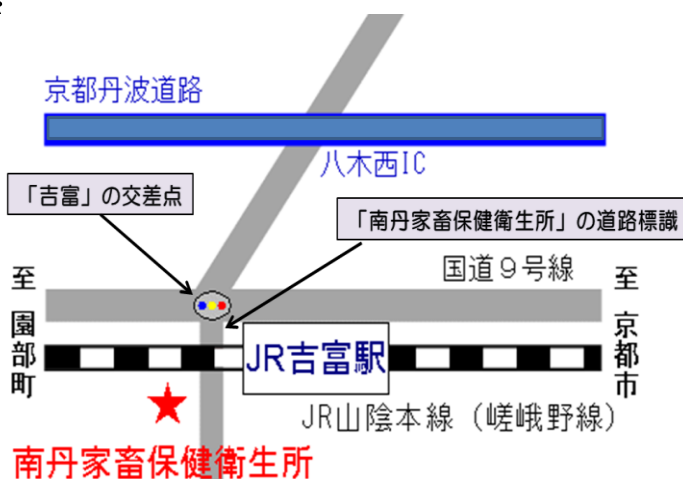 京都丹波道路
八木西IC
「吉富」の交差点
「南丹家畜保健衛生所」の道路標識
国道9号線
至園部町
至京都市
JR吉富駅
JR山陰本線(嵯峨野線)
南丹家畜保健衛生所